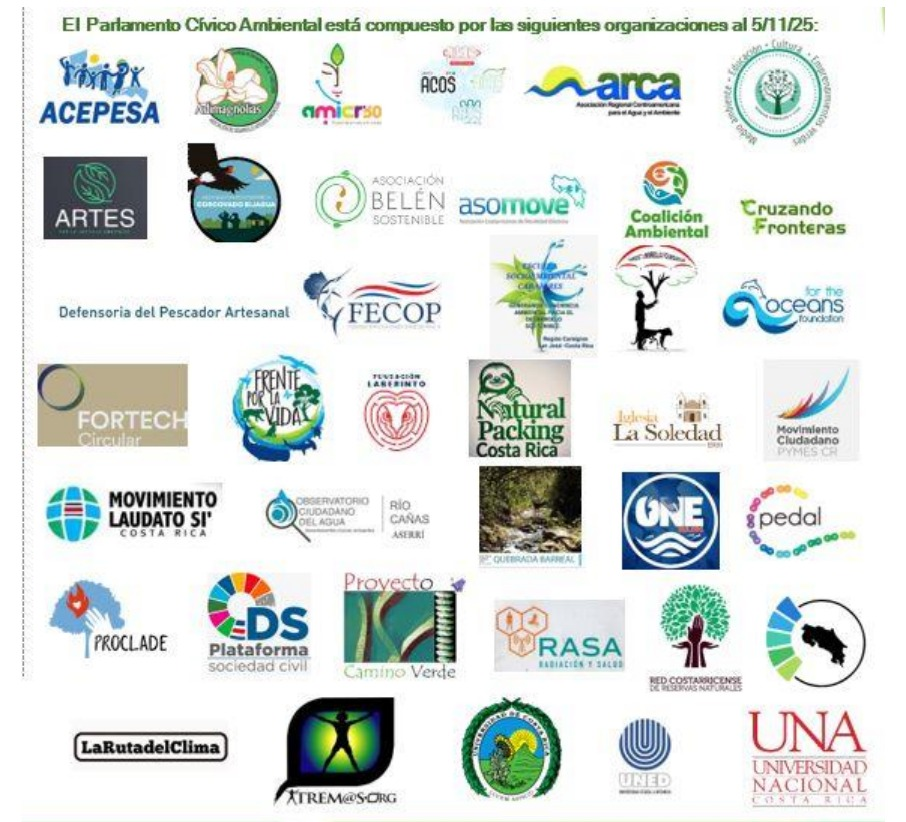 El Parlamento Cívico Ambiental está compuesto por las siguientes organizaciones al 5/11/25:
ACEPESA
amicr
ACOS
arca
Asociación Regional Centroamericana
para el Agua y el Ambiente
Medio Ambiente • Educación • Cultura • Emprendimientos verdes
ARTES
CORCOVADO BIJAGUA
ASOCIACIÓN
BELÉN
SOSTENIBLE
asomove
Coalición
Ambiental
Cruzando
Fronteras
Defensoria del Pescador Artesanal
FECOP
ESCUELA
SOCIOAMBIENTAL
for the
oceans
foundation
FORTECH
Circular
FRENTE
POR LA
VIDA
FUNDACIÓN
LABERINTO
Natural
Packing
Costa Rica
Iglesia
La Soledad
Movimiento
Ciudadano
PYMES CR
MOVIMIENTO
LAUDATO SI'
COSTA RICA
OBSERVATORIO
CIUDADANO
DEL AGUA
RÍO
CAÑAS
ASERRÍ
QUEBRADA BARREAL
UNE
pedal
PROCLADE
ODS
Plataforma
sociedad civil
Proyecto
Camino Verde
RASA
RADIACIÓN Y SALUD
RED COSTARRICENSE
DE RESERVAS NATURALES
LaRutadelClima
XTREM@S·ORG
UNIVERSIDAD DE COSTA RICA
UNED
UNA
UNIVERSIDAD
NACIONAL
COSTA RICA